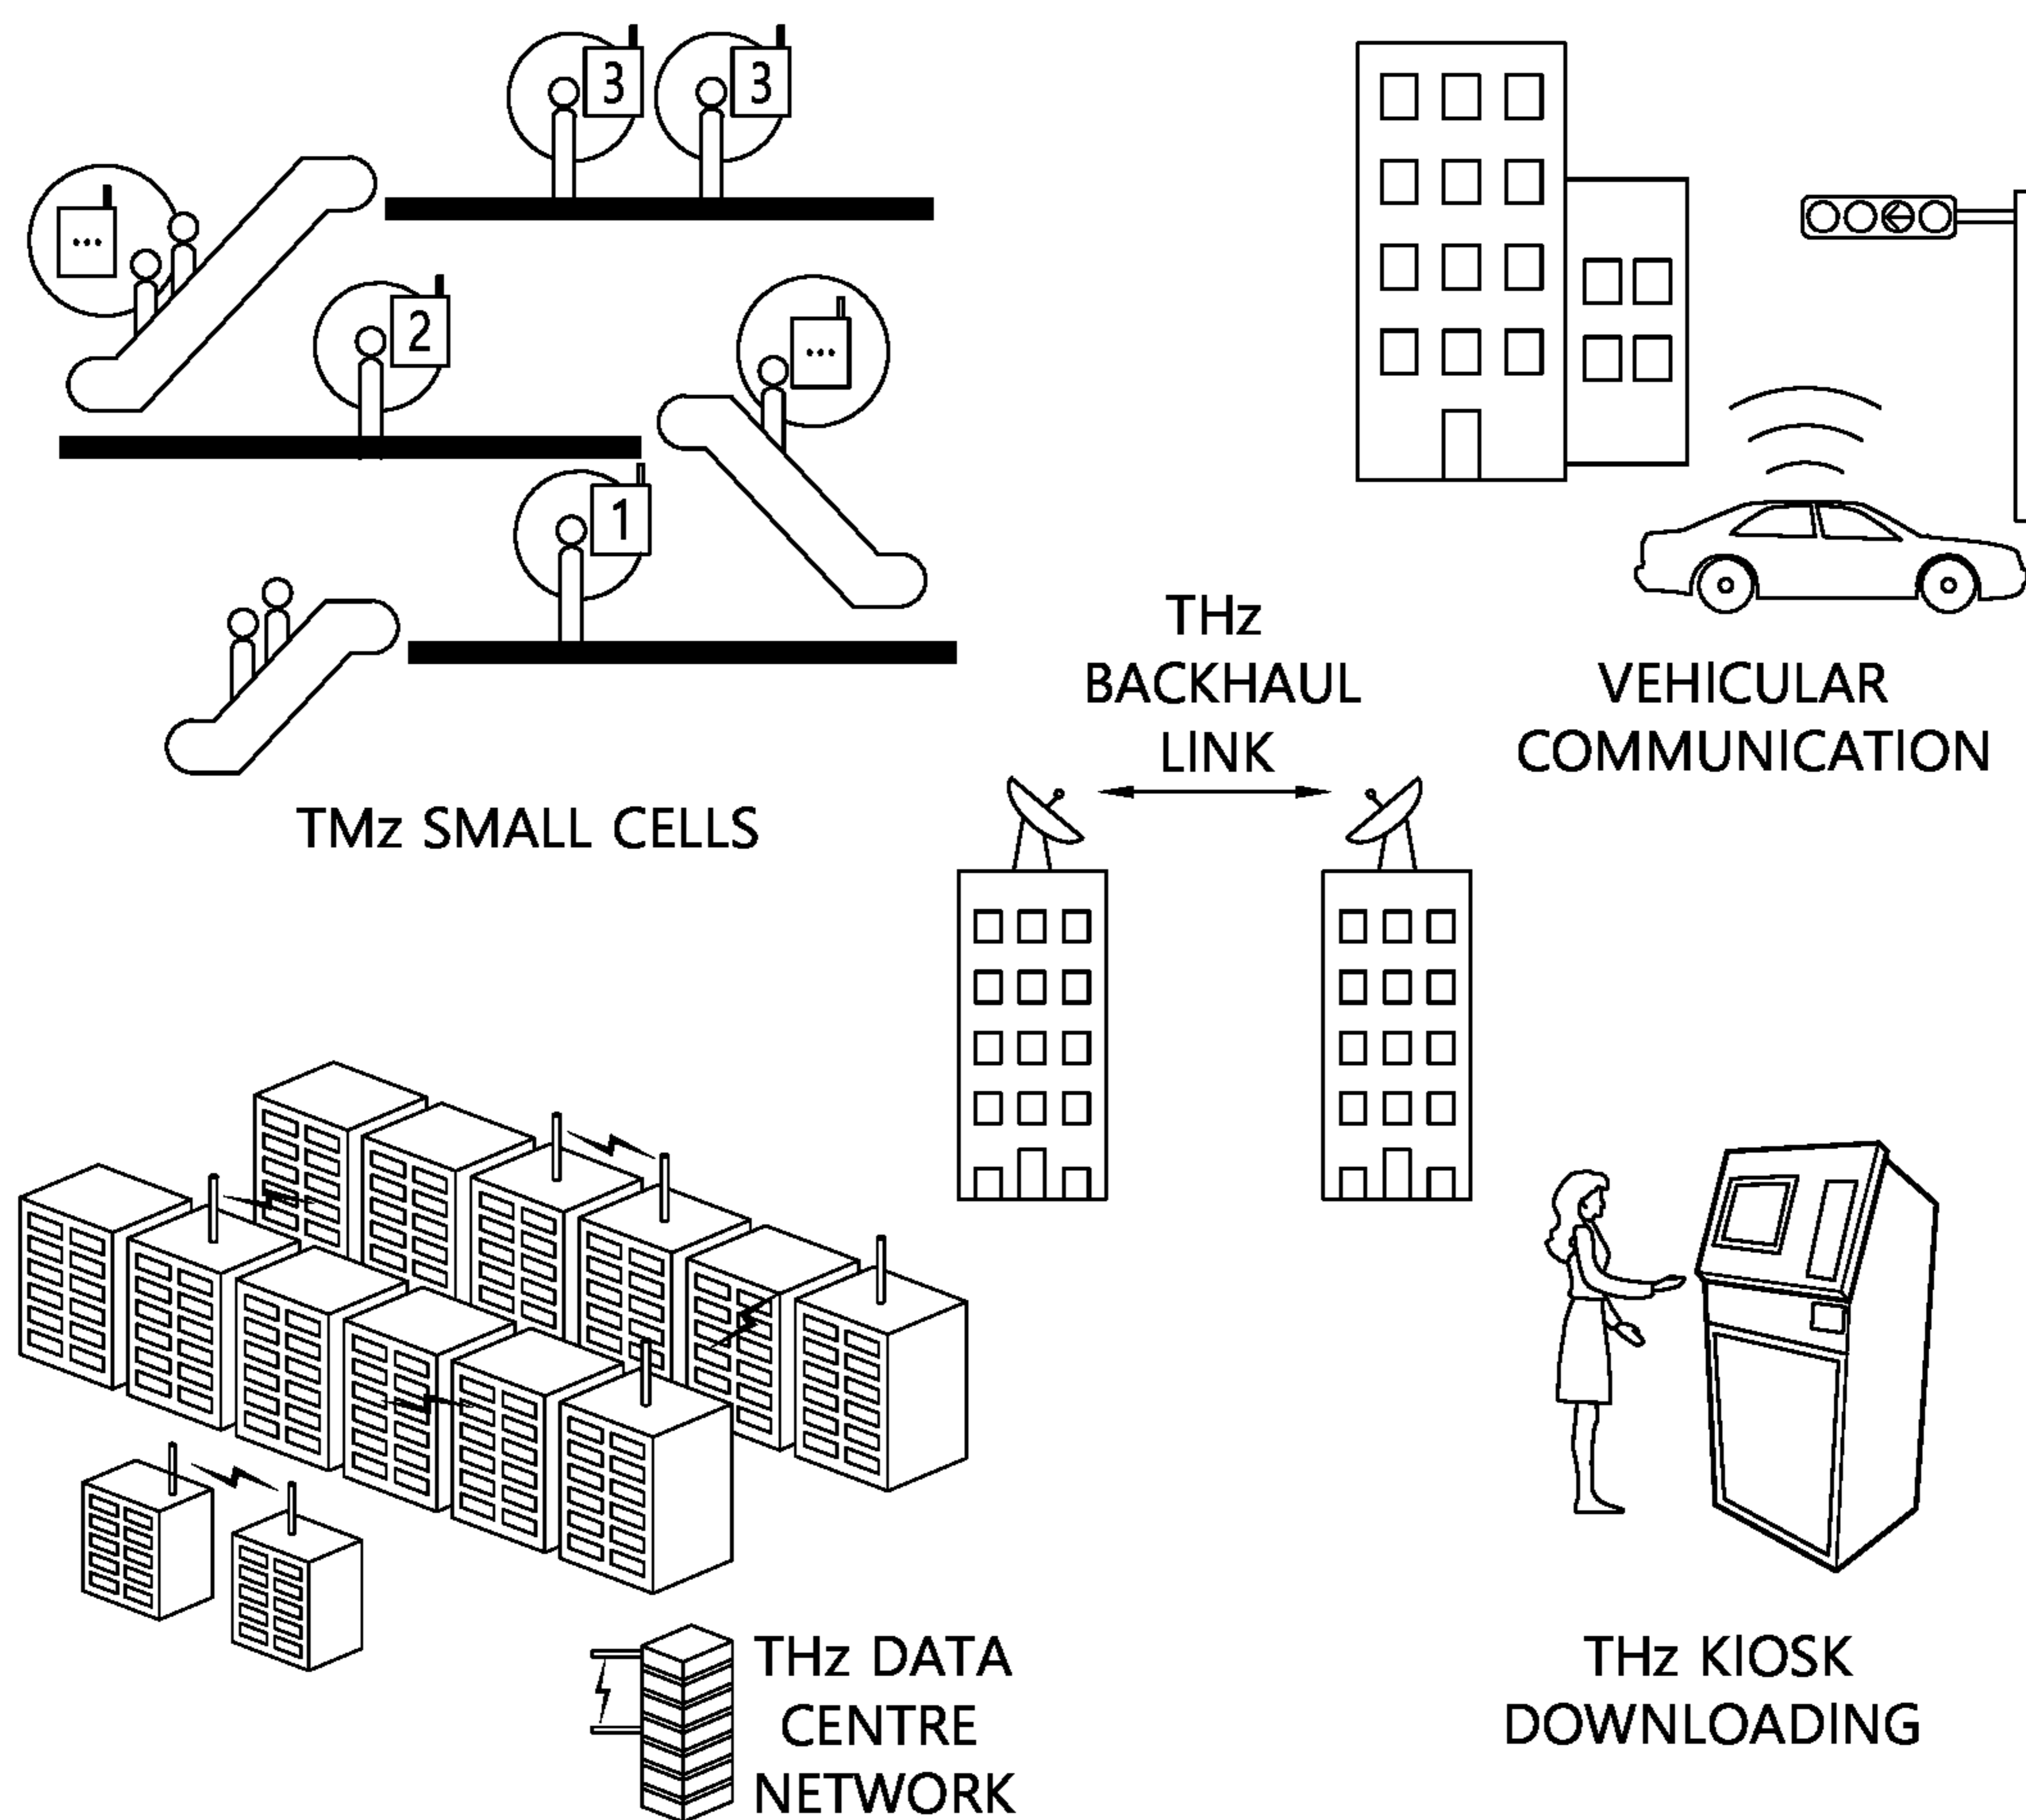 3
3
...
2
...
1
TMz SMALL CELLS
THz
BACKHAUL
LINK
VEHICULAR
COMMUNICATION
THz DATA
CENTRE
NETWORK
THz KIOSK
DOWNLOADING